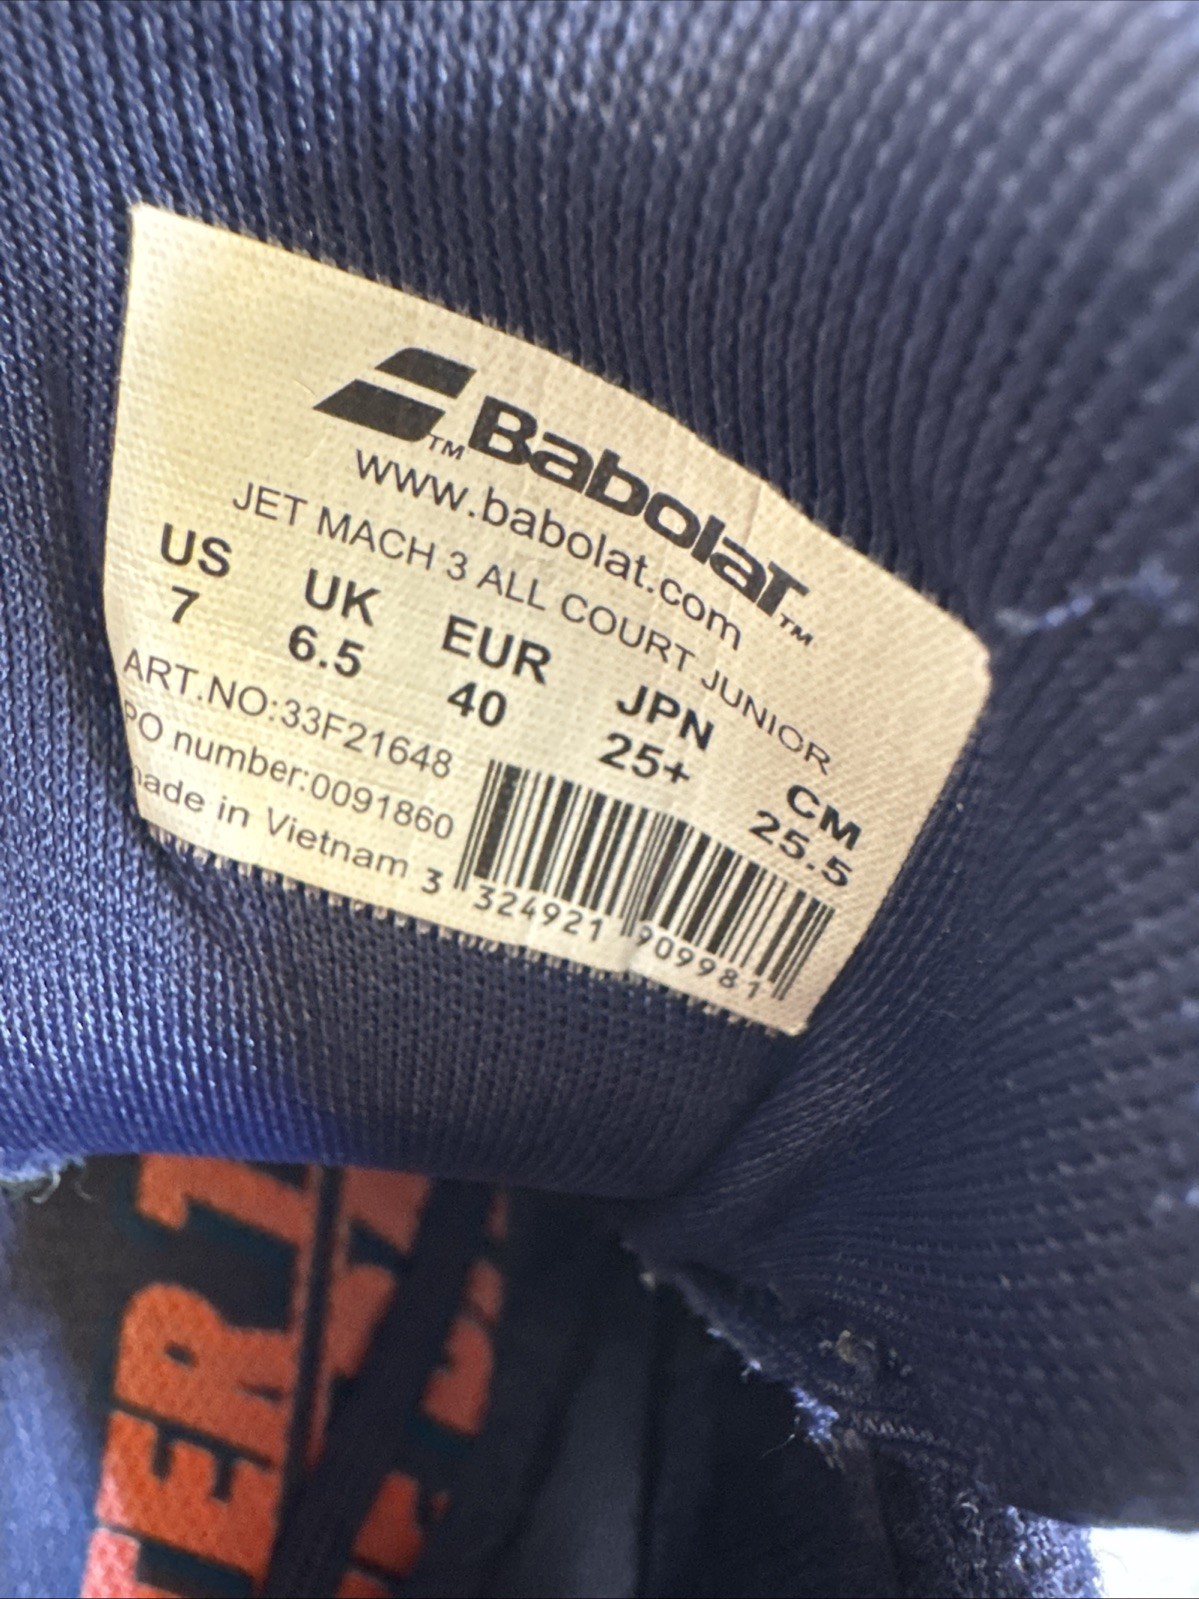 Babolat™
™
www.babolat.com
JET MACH 3 ALL COURT JUNIOR
US UK EUR JPN CM
7 6.5 40 25+ 25.5
ART.NO:33F21648
PO number:0091860
made in Vietnam
3 324921 909981